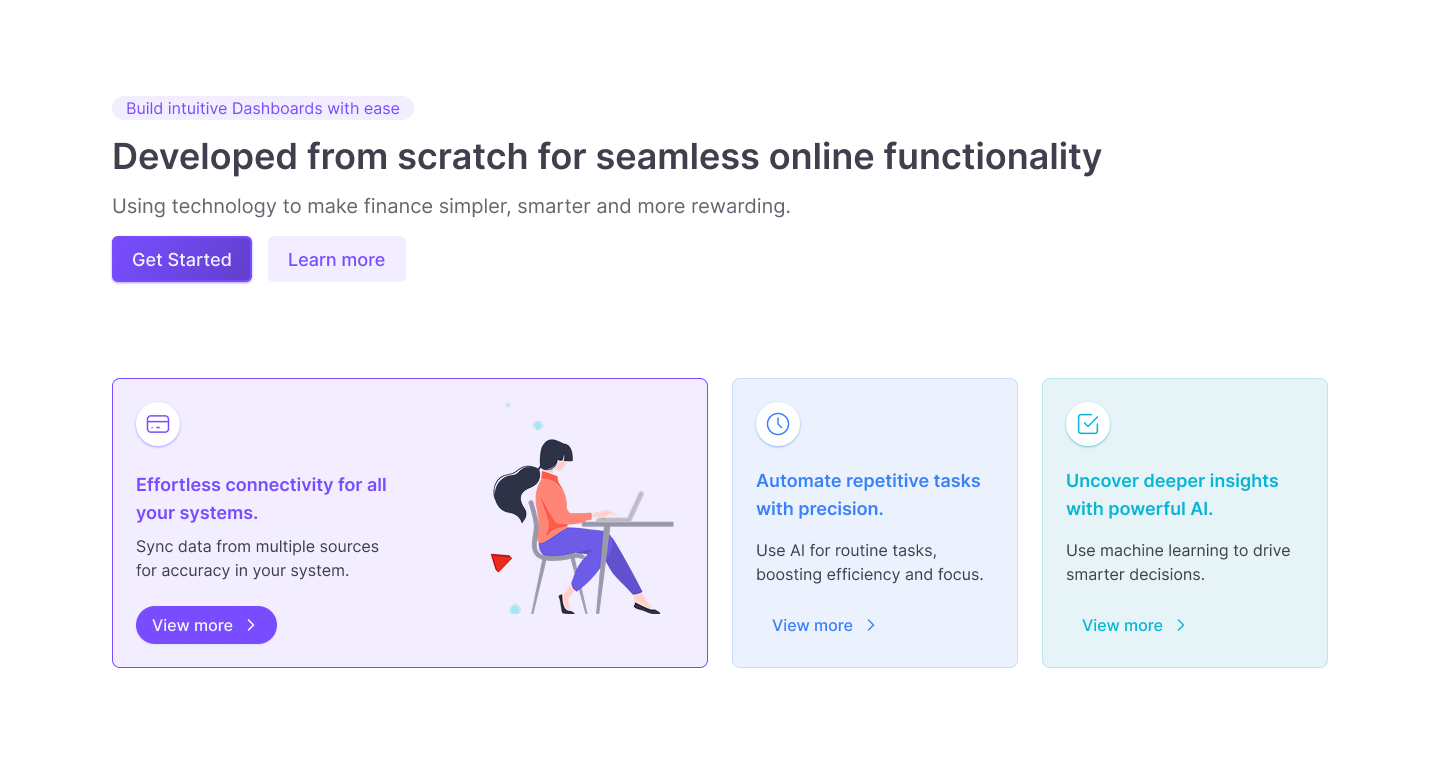 Build intuitive Dashboards with ease
Developed from scratch for seamless online functionality
Using technology to make finance simpler, smarter and more rewarding.
Get Started
Learn more
Effortless connectivity for all
your systems.
Sync data from multiple sources
for accuracy in your system.
View more
Automate repetitive tasks
with precision.
Use AI for routine tasks,
boosting efficiency and focus.
View more
Uncover deeper insights
with powerful AI.
Use machine learning to drive
smarter decisions.
View more